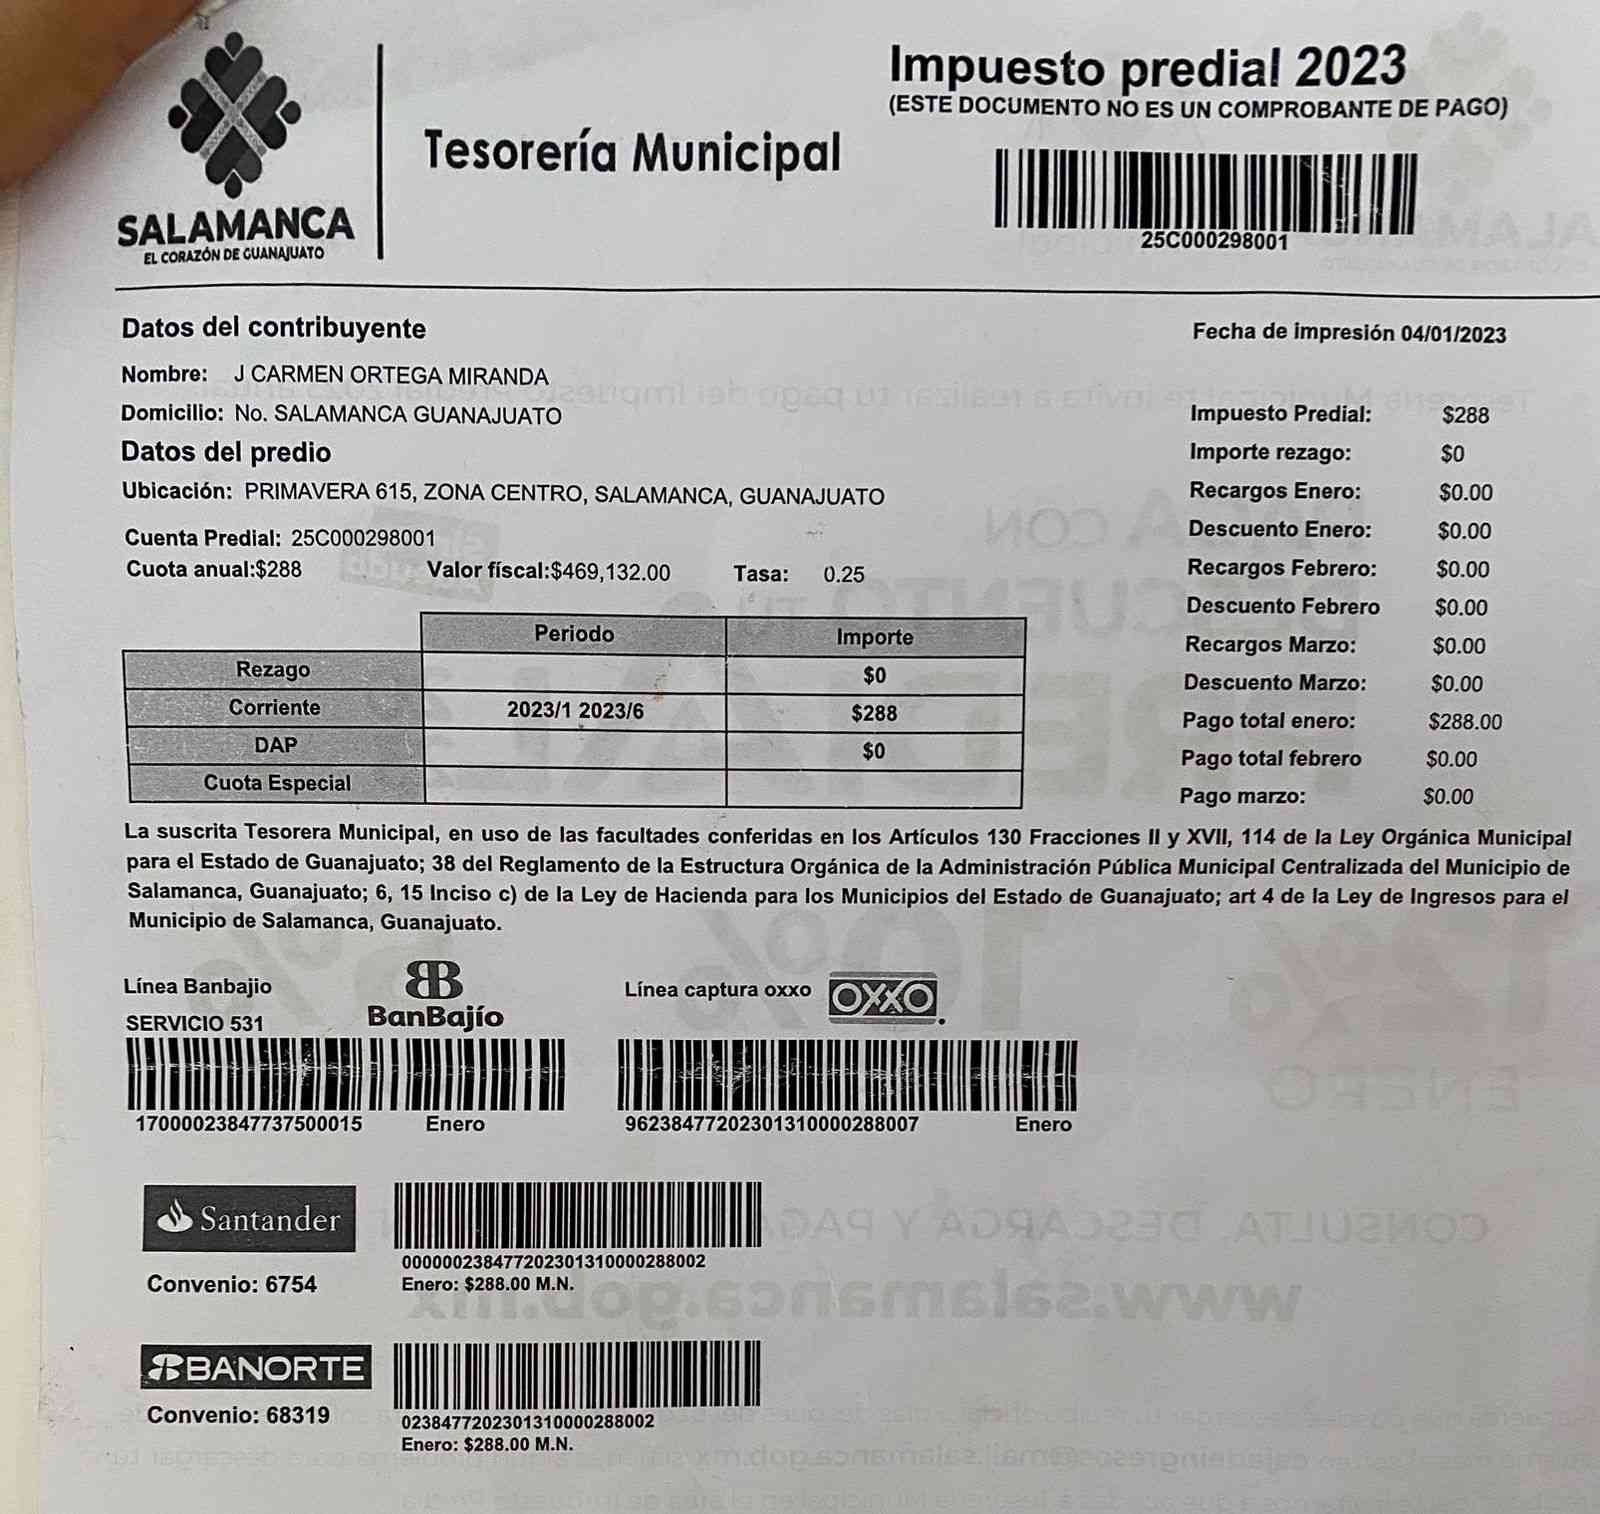 Impuesto predial 2023
(ESTE DOCUMENTO NO ES UN COMPROBANTE DE PAGO)
Tesorería Municipal
SALAMANCA
EL CORAZÓN DE GUANAJUATO
25C000298001
Datos del contribuyente
Fecha de impresión 04/01/2023
Nombre: J CARMEN ORTEGA MIRANDA
Domicilio: No. SALAMANCA GUANAJUATO
Datos del predio
Ubicación: PRIMAVERA 615, ZONA CENTRO, SALAMANCA, GUANAJUATO
Cuenta Predial: 25C000298001
Cuota anual:$288 Valor físcal:$469,132.00 Tasa: 0.25
Impuesto Predial: $288
Importe rezago: $0
Recargos Enero: $0.00
Descuento Enero: $0.00
Recargos Febrero: $0.00
Descuento Febrero $0.00
Recargos Marzo: $0.00
Descuento Marzo: $0.00
Pago total enero: $288.00
Pago total febrero $0.00
Pago marzo: $0.00
Periodo Importe
Rezago $0
Corriente 2023/1 2023/6 $288
DAP $0
Cuota Especial
La suscrita Tesorera Municipal, en uso de las facultades conferidas en los Artículos 130 Fracciones II y XVII, 114 de la Ley Orgánica Municipal
para el Estado de Guanajuato; 38 del Reglamento de la Estructura Orgánica de la Administración Pública Municipal Centralizada del Municipio de
Salamanca, Guanajuato; 6, 15 Inciso c) de la Ley de Hacienda para los Municipios del Estado de Guanajuato; art 4 de la Ley de Ingresos para el
Municipio de Salamanca, Guanajuato.
Línea Banbajio
SERVICIO 531
BanBajío
17000023847737500015 Enero
Línea captura oxxo
OXXO
96238477202301310000288007 Enero
Santander
Convenio: 6754
00000023847720230131​0000288002
Enero: $288.00 M.N.
BANORTE
Convenio: 68319
0238477202301310000288002
Enero: $288.00 M.N.